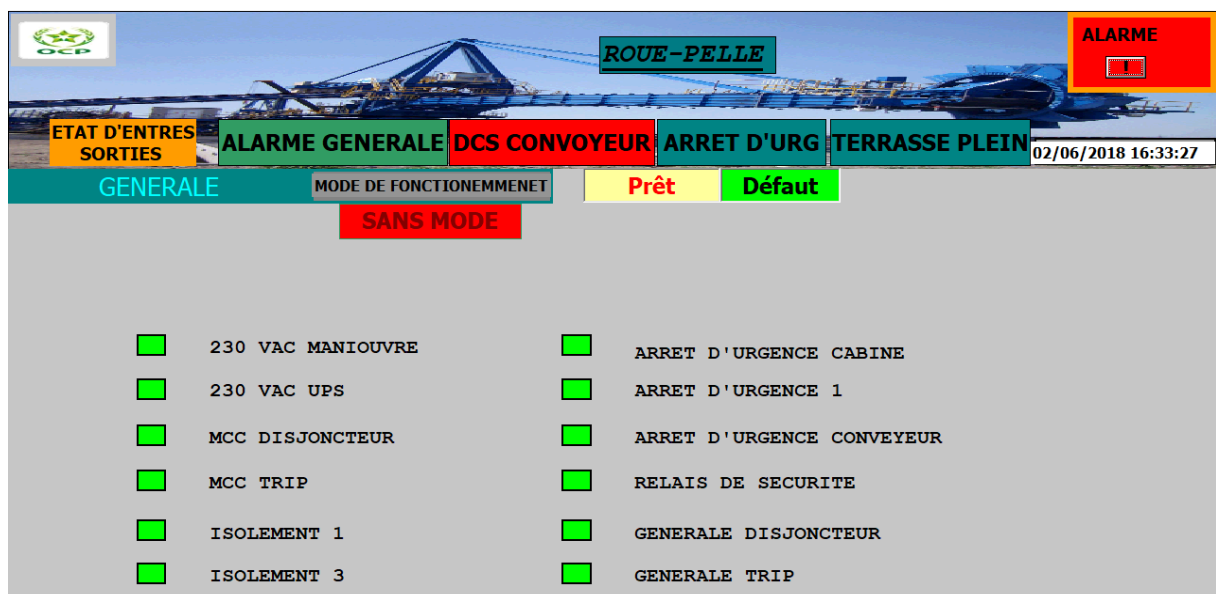 OCP
ROUE-PELLE
ALARME
1
ETAT D'ENTRES
SORTIES
ALARME GENERALE
DCS CONVOYEUR
ARRET D'URG
TERRASSE PLEIN
02/06/2018 16:33:27
GENERALE
MODE DE FONCTIONEMMENET
Prêt
Défaut
SANS MODE
230 VAC MANIOUVRE
ARRET D'URGENCE CABINE
230 VAC UPS
ARRET D'URGENCE 1
MCC DISJONCTEUR
ARRET D'URGENCE CONVEYEUR
MCC TRIP
RELAIS DE SECURITE
ISOLEMENT 1
GENERALE DISJONCTEUR
ISOLEMENT 3
GENERALE TRIP